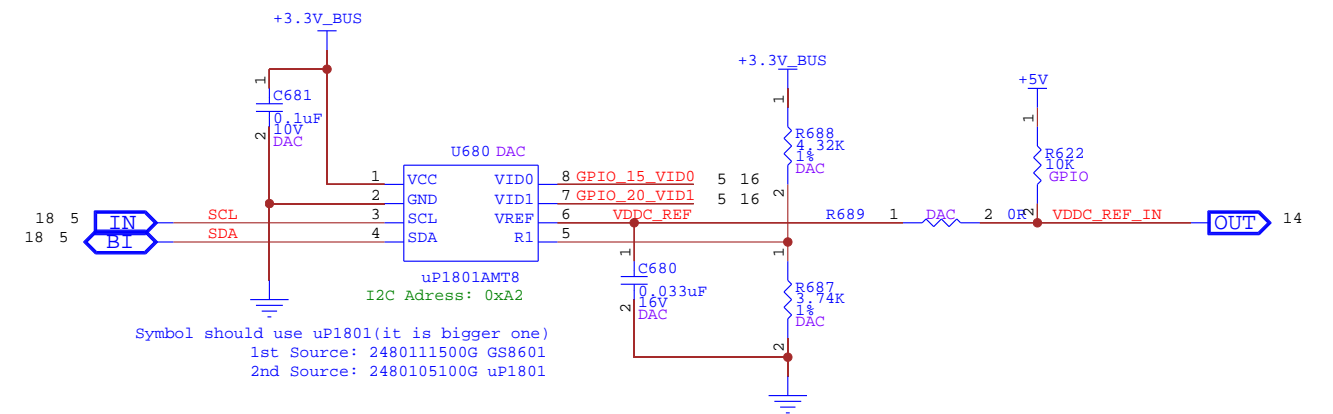 +3.3V_BUS
+3.3V_BUS
+5V
1
C681
0.1uF
10V
DAC
2
1
R688
4.32K
1%
DAC
2
1
R622
10K
GPIO
2
U680 DAC
1 VCC VID0 8 GPIO_15_VID0 5 16
2 GND VID1 7 GPIO_20_VID1 5 16
18 5 IN SCL 3 SCL VREF 6 VDDC_REF R689 1 DAC 2 0R VDDC_REF_IN OUT 14
18 5 BI SDA 4 SDA R1 5
uP1801AMT8
I2C Adress: 0xA2
1
C680
0.033uF
16V
DAC
2
1
R687
3.74K
1%
DAC
2
Symbol should use uP1801(it is bigger one)
1st Source: 2480111500G GS8601
2nd Source: 2480105100G uP1801